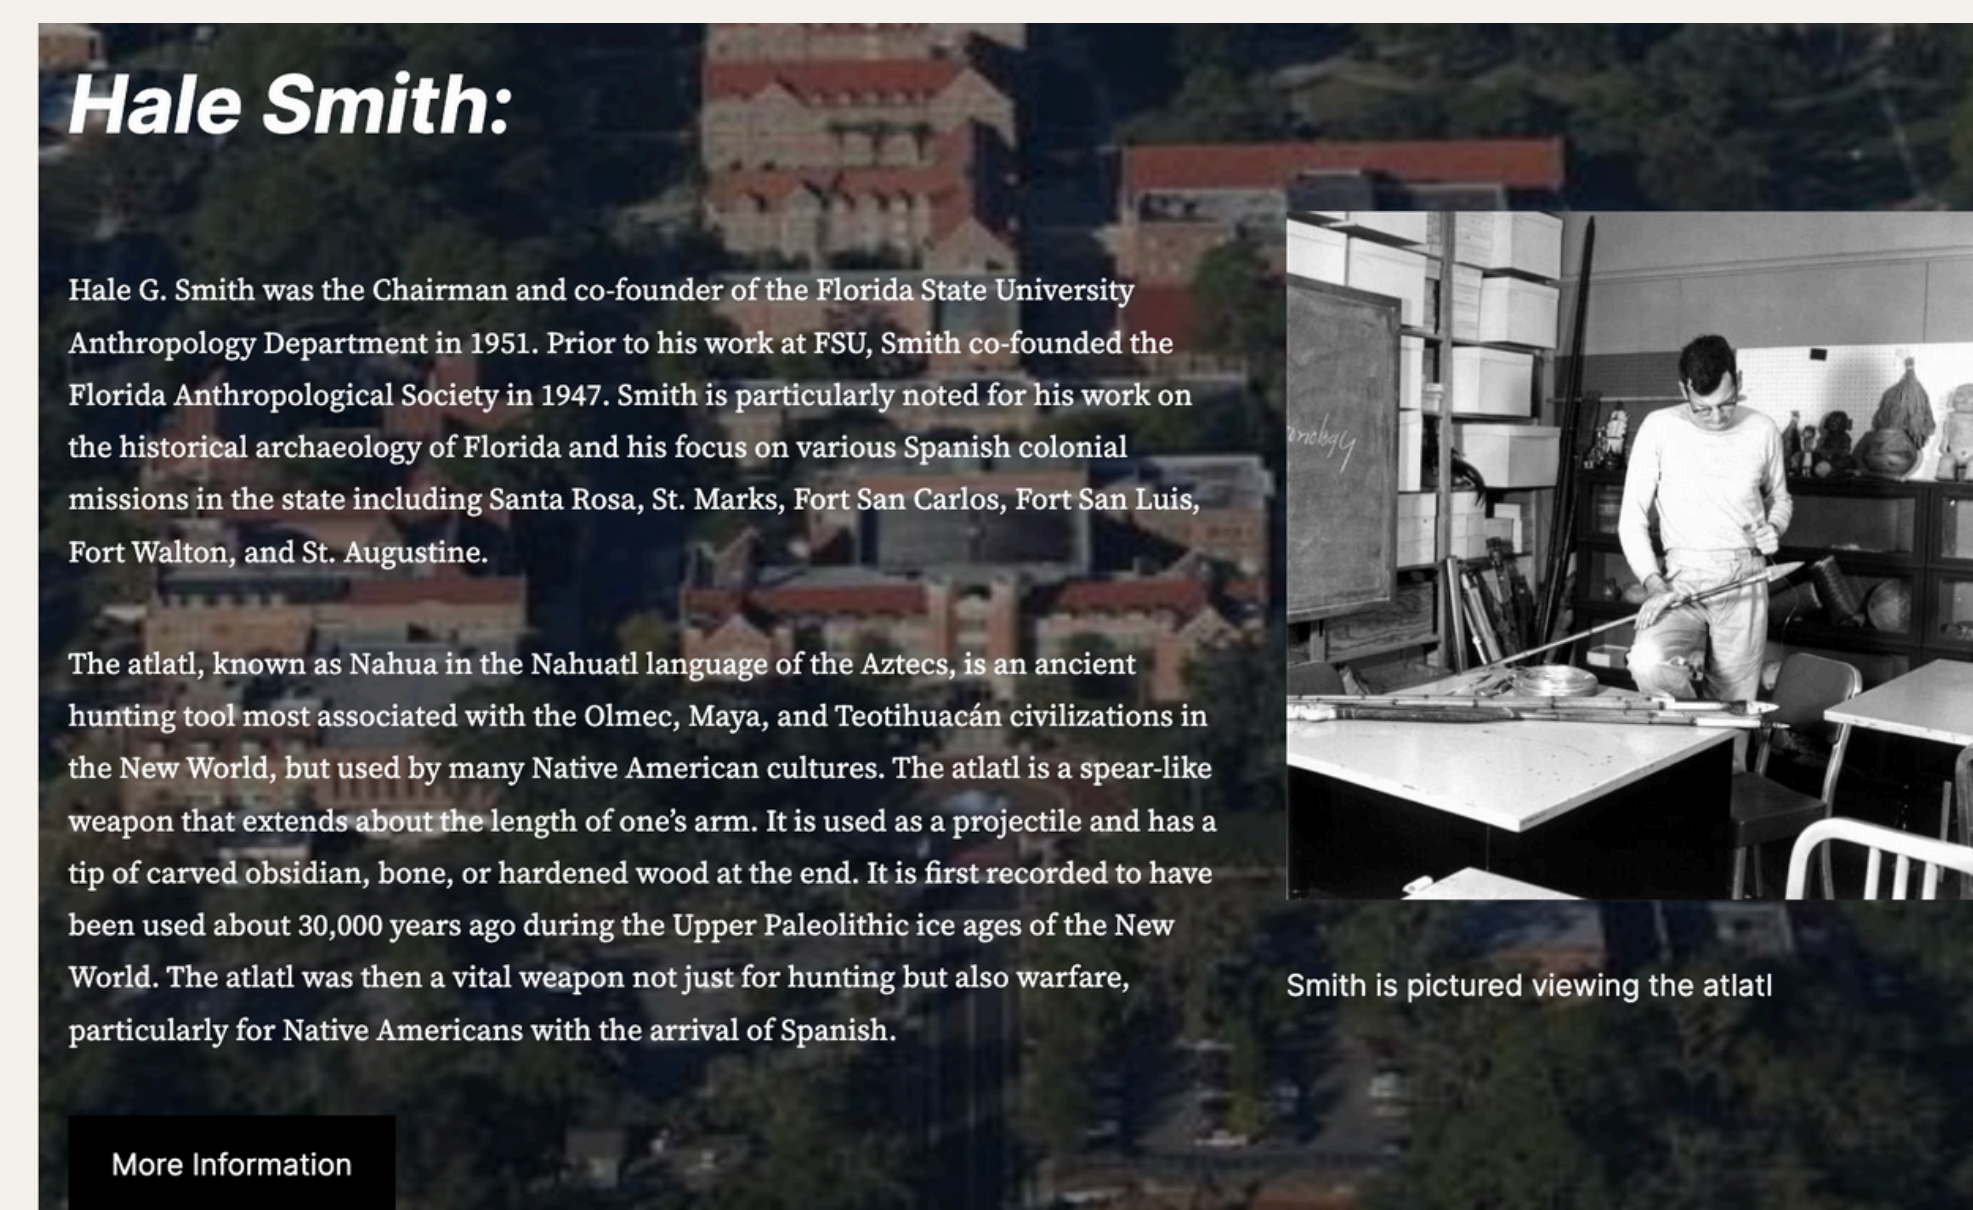 Hale Smith:
Hale G. Smith was the Chairman and co-founder of the Florida State University
Anthropology Department in 1951. Prior to his work at FSU, Smith co-founded the
Florida Anthropological Society in 1947. Smith is particularly noted for his work on
the historical archaeology of Florida and his focus on various Spanish colonial
missions in the state including Santa Rosa, St. Marks, Fort San Carlos, Fort San Luis,
Fort Walton, and St. Augustine.
The atlatl, known as Nahua in the Nahuatl language of the Aztecs, is an ancient
hunting tool most associated with the Olmec, Maya, and Teotihuacán civilizations in
the New World, but used by many Native American cultures. The atlatl is a spear-like
weapon that extends about the length of one’s arm. It is used as a projectile and has a
tip of carved obsidian, bone, or hardened wood at the end. It is first recorded to have
been used about 30,000 years ago during the Upper Paleolithic ice ages of the New
World. The atlatl was then a vital weapon not just for hunting but also warfare,
particularly for Native Americans with the arrival of Spanish.
Smith is pictured viewing the atlatl
More Information